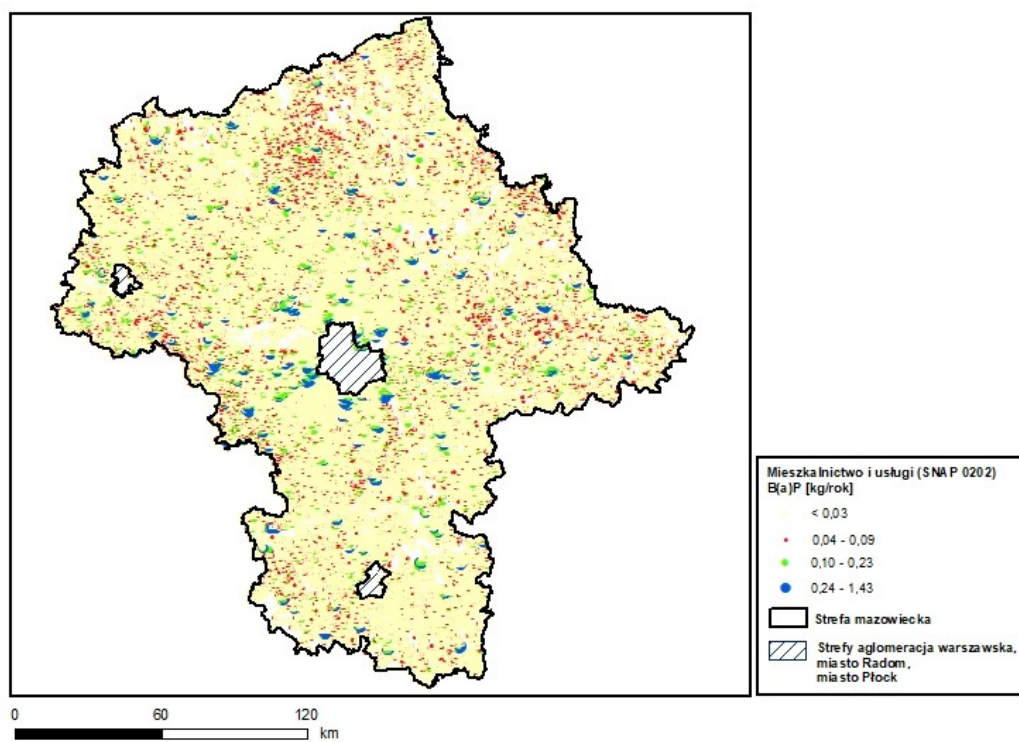 Mieszkalnictwo i usługi (SNAP 0202)
B(a)P [kg/rok]
< 0,03
0,04 - 0,09
0,10 - 0,23
0,24 - 1,43
Strefa mazowiecka
Strefy aglomeracja warszawska,
miasto Radom,
miasto Płock
0 60 120
km